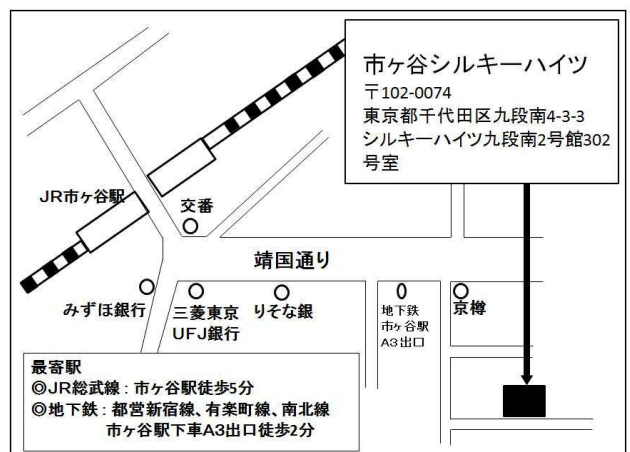 市ヶ谷シルキーハイツ
〒102-0074
東京都千代田区九段南4-3-3
シルキーハイツ九段南2号館302
号室
JR市ヶ谷駅
交番
靖国通り
みずほ銀行
三菱東京
UFJ銀行
りそな銀
地下鉄
市ヶ谷駅
A3出口
京樽
最寄駅
◎JR総武線：市ヶ谷駅徒歩5分
◎地下鉄：都営新宿線、有楽町線、南北線
市ヶ谷駅下車A3出口徒歩2分